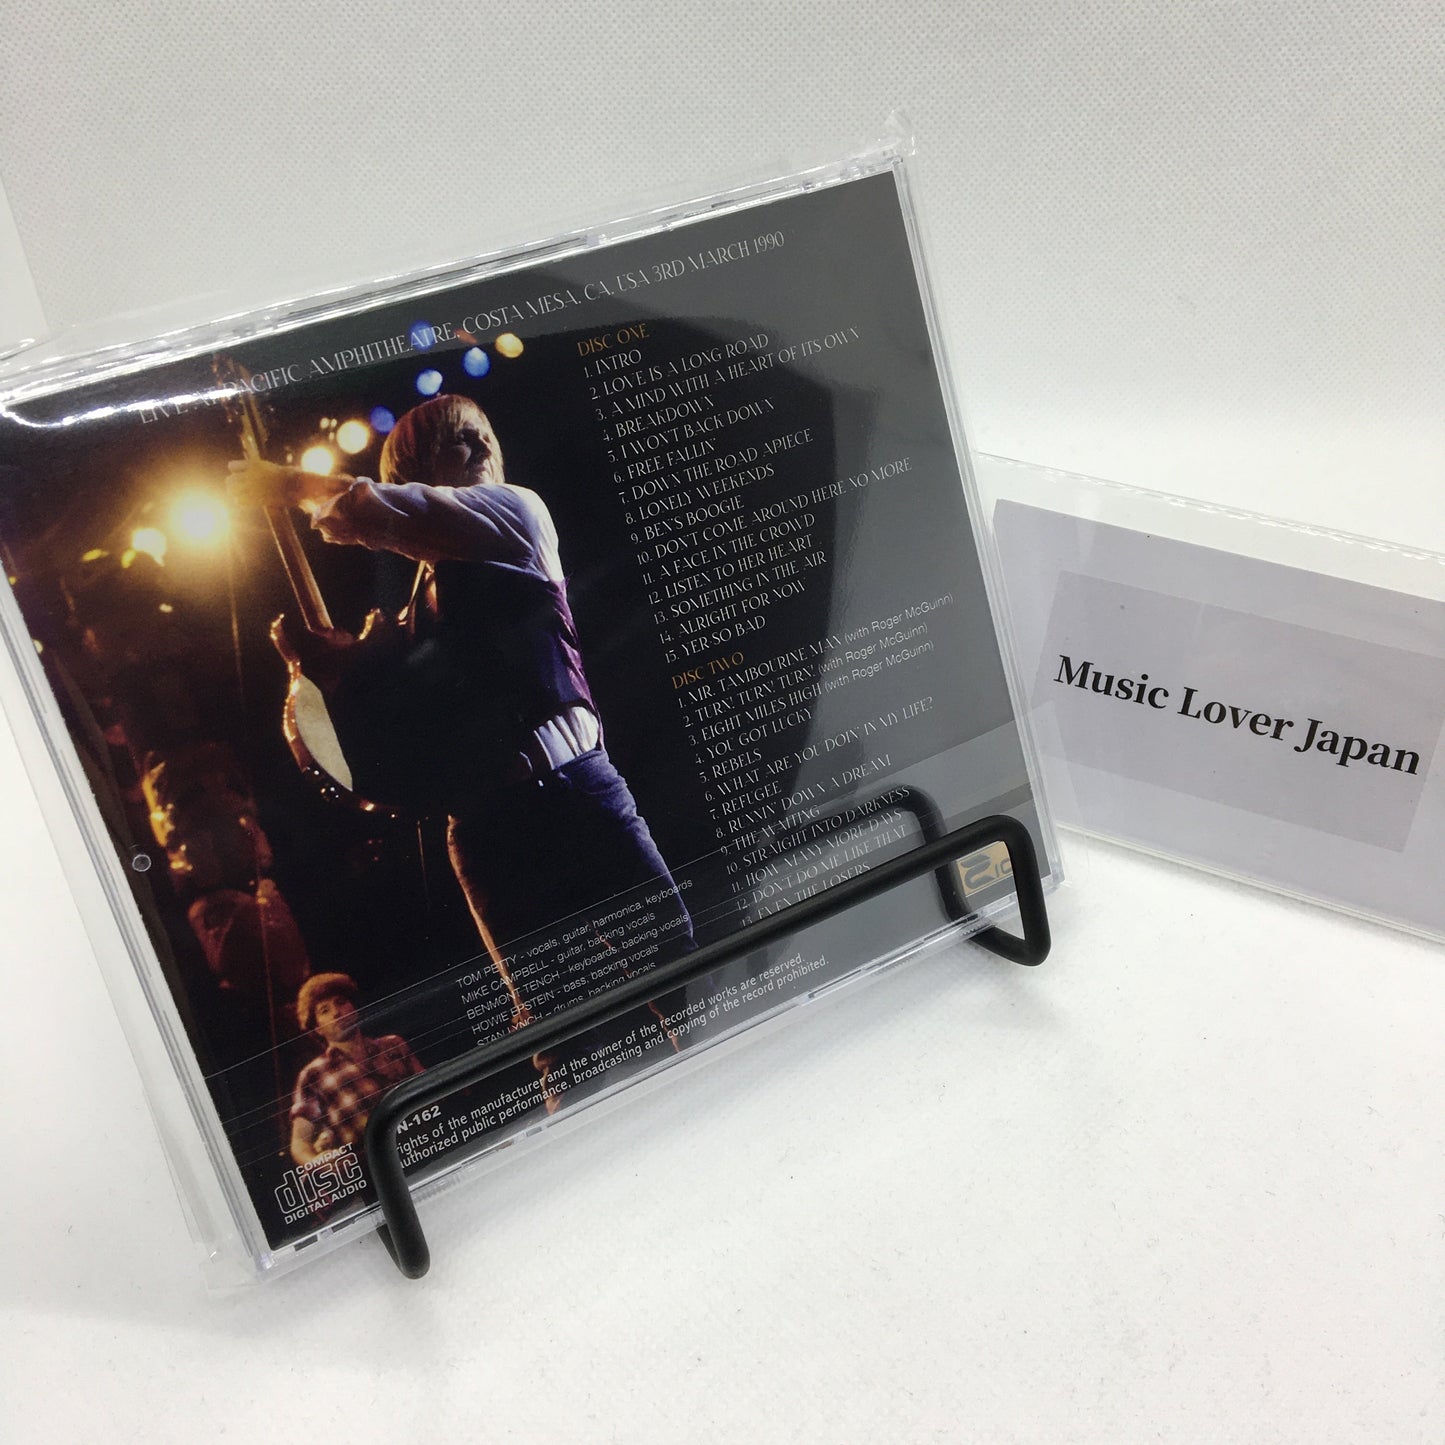 LIVE AT PACIFIC AMPHITHEATRE, COSTA MESA, CA, USA 3RD MARCH 1990
DISC ONE
1. INTRO
2. LOVE IS A LONG ROAD
3. A MIND WITH A HEART OF ITS OWN
4. BREAKDOWN
5. I WON'T BACK DOWN
6. FREE FALLIN'
7. DOWN THE ROAD APIECE
8. LONELY WEEKENDS
9. BEN'S BOOGIE
10. DON'T COME AROUND HERE NO MORE
11. A FACE IN THE CROWD
12. LISTEN TO HER HEART
13. SOMETHING IN THE AIR
14. ALRIGHT FOR NOW
15. YER SO BAD
DISC TWO
1. MR. TAMBOURINE MAN (with Roger McGuinn)
2. TURN! TURN! TURN! (with Roger McGuinn)
3. EIGHT MILES HIGH (with Roger McGuinn)
4. YOU GOT LUCKY
5. REBELS
6. WHAT ARE YOU DOIN' IN MY LIFE?
7. REFUGEE
8. RUNNIN' DOWN A DREAM
9. THE WAITING
10. STRAIGHT INTO DARKNESS
11. HOW MANY MORE DAYS
12. DON'T DO ME LIKE THAT
13. EVEN THE LOSERS
TOM PETTY - vocals, guitar, harmonica, keyboards
MIKE CAMPBELL - guitar, backing vocals
BENMONT TENCH - keyboards, backing vocals
HOWIE EPSTEIN - bass, backing vocals
STAN LYNCH - drums, backing vocals
N-162
rights of the manufacturer and the owner of the recorded works are reserved.
authorized public performance, broadcasting and copying of the record prohibited.
COMPACT
disc
DIGITAL AUDIO
Music Lover Japan